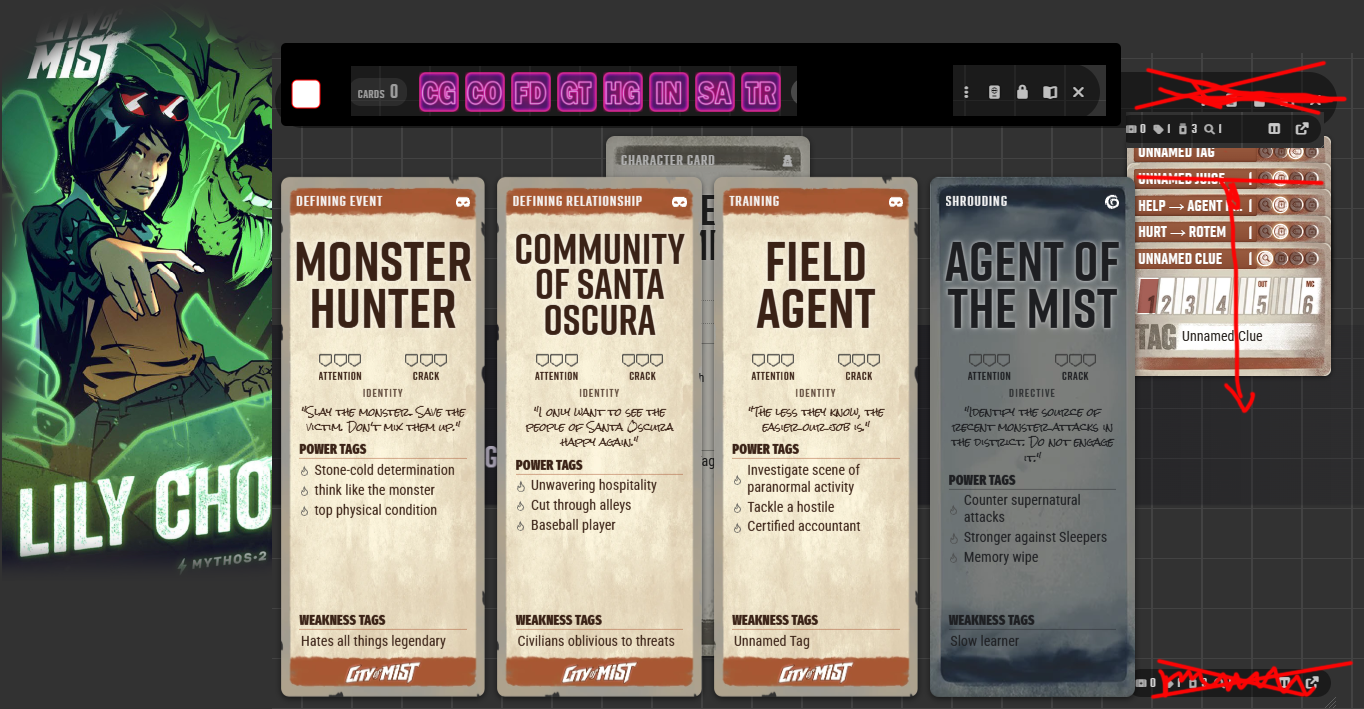 CITY OF MIST
LILY CHO
MYTHOS·2
CARDS 0
CG CO FD GT HG IN SA TR
CHARACTER CARD
DEFINING EVENT
MONSTER
HUNTER
ATTENTION CRACK
IDENTITY
"SLAY THE MONSTER. SAVE THE
VICTIM. DON'T MIX THEM UP."
POWER TAGS
Stone-cold determination
think like the monster
top physical condition
WEAKNESS TAGS
Hates all things legendary
CITY OF MIST
DEFINING RELATIONSHIP
COMMUNITY
OF SANTA
OSCURA
ATTENTION CRACK
IDENTITY
"I ONLY WANT TO SEE THE
PEOPLE OF SANTA OSCURA
HAPPY AGAIN."
POWER TAGS
Unwavering hospitality
Cut through alleys
Baseball player
WEAKNESS TAGS
Civilians oblivious to threats
CITY OF MIST
TRAINING
FIELD
AGENT
ATTENTION CRACK
IDENTITY
"THE LESS THEY KNOW, THE
EASIER OUR JOB IS."
POWER TAGS
Investigate scene of
paranormal activity
Tackle a hostile
Certified accountant
WEAKNESS TAGS
Unnamed Tag
CITY OF MIST
SHROUDING
AGENT OF
THE MIST
ATTENTION CRACK
DIRECTIVE
"IDENTIFY THE SOURCE OF
RECENT MONSTER ATTACKS IN
THE DISTRICT. DO NOT ENGAGE
IT."
POWER TAGS
Counter supernatural
attacks
Stronger against Sleepers
Memory wipe
WEAKNESS TAGS
Slow learner
0 1 3 1
UNNAMED TAG
UNNAMED JUICE
HELP → AGENT
HURT → ROTEM
UNNAMED CLUE
1 2 3 4 OUT 5 MC 6
TAG Unnamed Clue
0